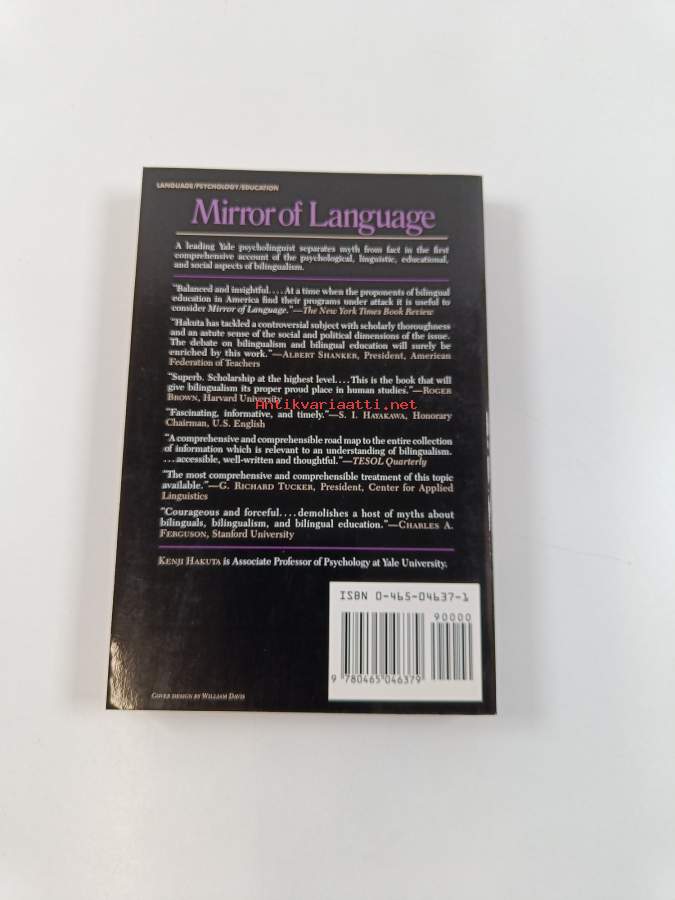 LANGUAGE/PSYCHOLOGY/EDUCATION
Mirror of Language
A leading Yale psycholinguist separates myth from fact in the first
comprehensive account of the psychological, linguistic, educational,
and social aspects of bilingualism.
"Balanced and insightful.... At a time when the proponents of bilingual
education in America find their programs under attack it is useful to
consider Mirror of Language."—The New York Times Book Review
"Hakuta has tackled a controversial subject with scholarly thoroughness
and an astute sense of the social and political dimensions of the issue.
The debate on bilingualism and bilingual education will surely be
enriched by this work."—ALBERT SHANKER, President, American
Federation of Teachers
"Superb. Scholarship at the highest level.... This is the book that will
give bilingualism its proper proud place in human studies."—ROGER
BROWN, Harvard University
Antikvariaatti.net
"Fascinating, informative, and timely."—S. I. HAYAKAWA, Honorary
Chairman, U.S. English
"A comprehensive and comprehensible road map to the entire collection
of information which is relevant to an understanding of bilingualism.
...accessible, well-written and thoughtful."—TESOL Quarterly
"The most comprehensive and comprehensible treatment of this topic
available."—G. RICHARD TUCKER, President, Center for Applied
Linguistics
"Courageous and forceful.... demolishes a host of myths about
bilinguals, bilingualism, and bilingual education."—CHARLES A.
FERGUSON, Stanford University
KENJI HAKUTA is Associate Professor of Psychology at Yale University.
ISBN 0-465-04637-1
90000
9 780465 046379
COVER DESIGN BY WILLIAM DAVIS